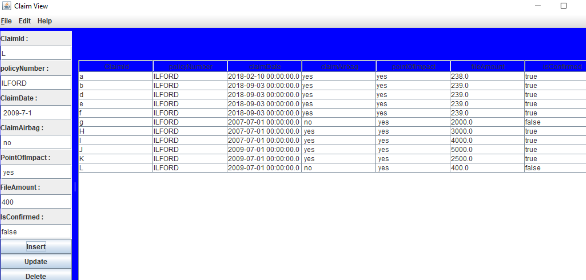 Claim View
File Edit Help
ClaimId :
L
policyNumber :
ILFORD
ClaimDate :
2009-7-1
ClaimAirbag :
no
PointOfImpact :
yes
FileAmount :
400
IsConfirmed :
false
Insert
Update
Delete
ClaimId policyNumber ClaimDate ClaimAirbag pointOfImpact FileAmount IsConfirmed
a ILFORD 2018-02-10 00:00:00.0 yes yes 238.0 true
b ILFORD 2018-09-03 00:00:00.0 yes yes 239.0 true
d ILFORD 2018-09-03 00:00:00.0 yes yes 239.0 true
e ILFORD 2018-09-03 00:00:00.0 yes yes 239.0 true
f ILFORD 2018-09-03 00:00:00.0 yes yes 239.0 true
g ILFORD 2007-07-01 00:00:00.0 no yes 2000.0 false
H ILFORD 2007-07-01 00:00:00.0 yes yes 3000.0 true
I ILFORD 2007-07-01 00:00:00.0 yes yes 4000.0 true
J ILFORD 2009-07-01 00:00:00.0 yes yes 5000.0 true
K ILFORD 2009-07-01 00:00:00.0 yes yes 2500.0 true
L ILFORD 2009-07-01 00:00:00.0 no yes 400.0 false